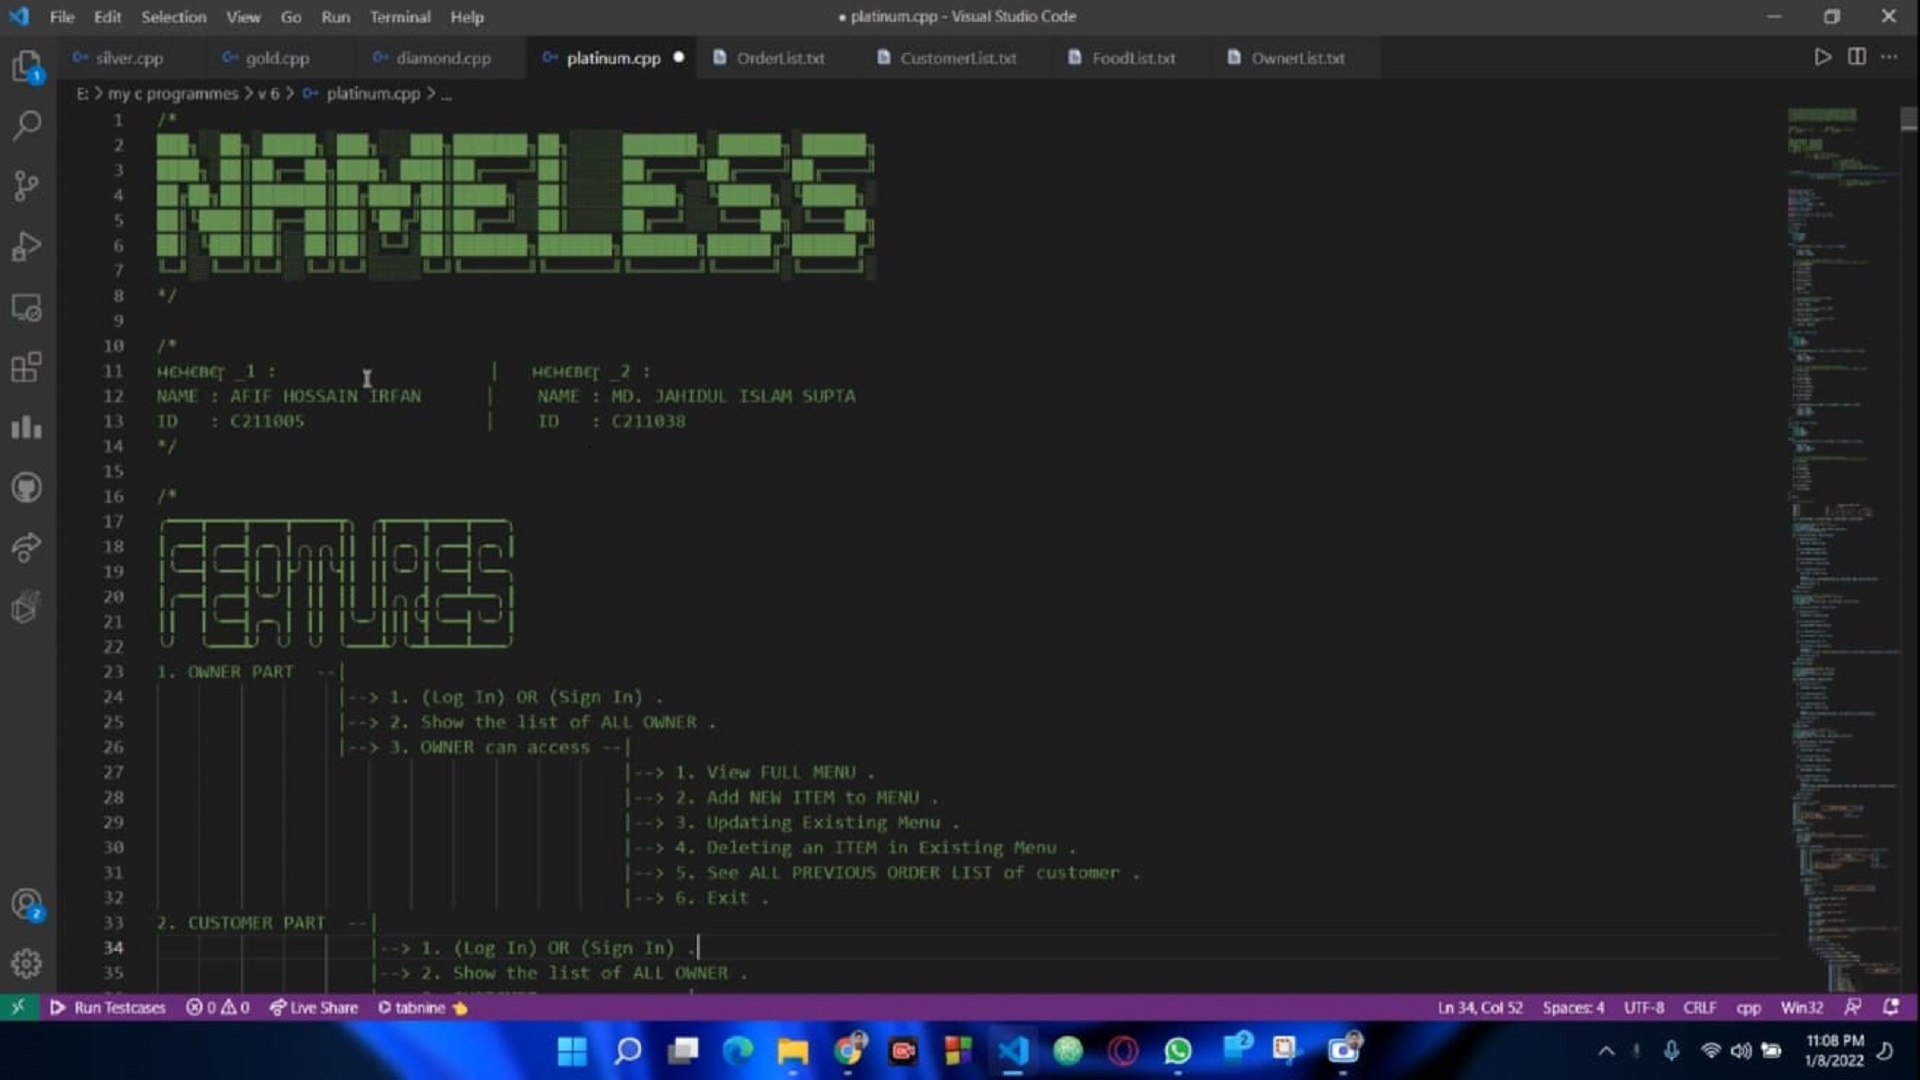 File Edit Selection View Go Run Terminal Help
● platinum.cpp - Visual Studio Code
silver.cpp gold.cpp diamond.cpp platinum.cpp ● OrderList.txt CustomerList.txt FoodList.txt OwnerList.txt
E: > my c programmes > v 6 > platinum.cpp > ...
1 /*
2
3
4 NAMELESS
5
6
7
8 */
9
10 /*
11 мємєвєɼ _1 : | мємєвєɼ _2 :
12 NAME : AFIF HOSSAIN IRFAN | NAME : MD. JAHIDUL ISLAM SUPTA
13 ID : C211005 | ID : C211038
14 */
15
16 /*
17
18
19 FEATURES
20
21
22
23 1. OWNER PART --|
24 |--> 1. (Log In) OR (Sign In) .
25 |--> 2. Show the list of ALL OWNER .
26 |--> 3. OWNER can access --|
27 |--> 1. View FULL MENU .
28 |--> 2. Add NEW ITEM to MENU .
29 |--> 3. Updating Existing Menu .
30 |--> 4. Deleting an ITEM in Existing Menu .
31 |--> 5. See ALL PREVIOUS ORDER LIST of customer .
32 |--> 6. Exit .
33 2. CUSTOMER PART --|
34 |--> 1. (Log In) OR (Sign In) .
35 |--> 2. Show the list of ALL OWNER .
Run Testcases 0 0 Live Share tabnine Ln 34, Col 52 Spaces: 4 UTF-8 CRLF cpp Win32
11:08 PM
1/8/2022